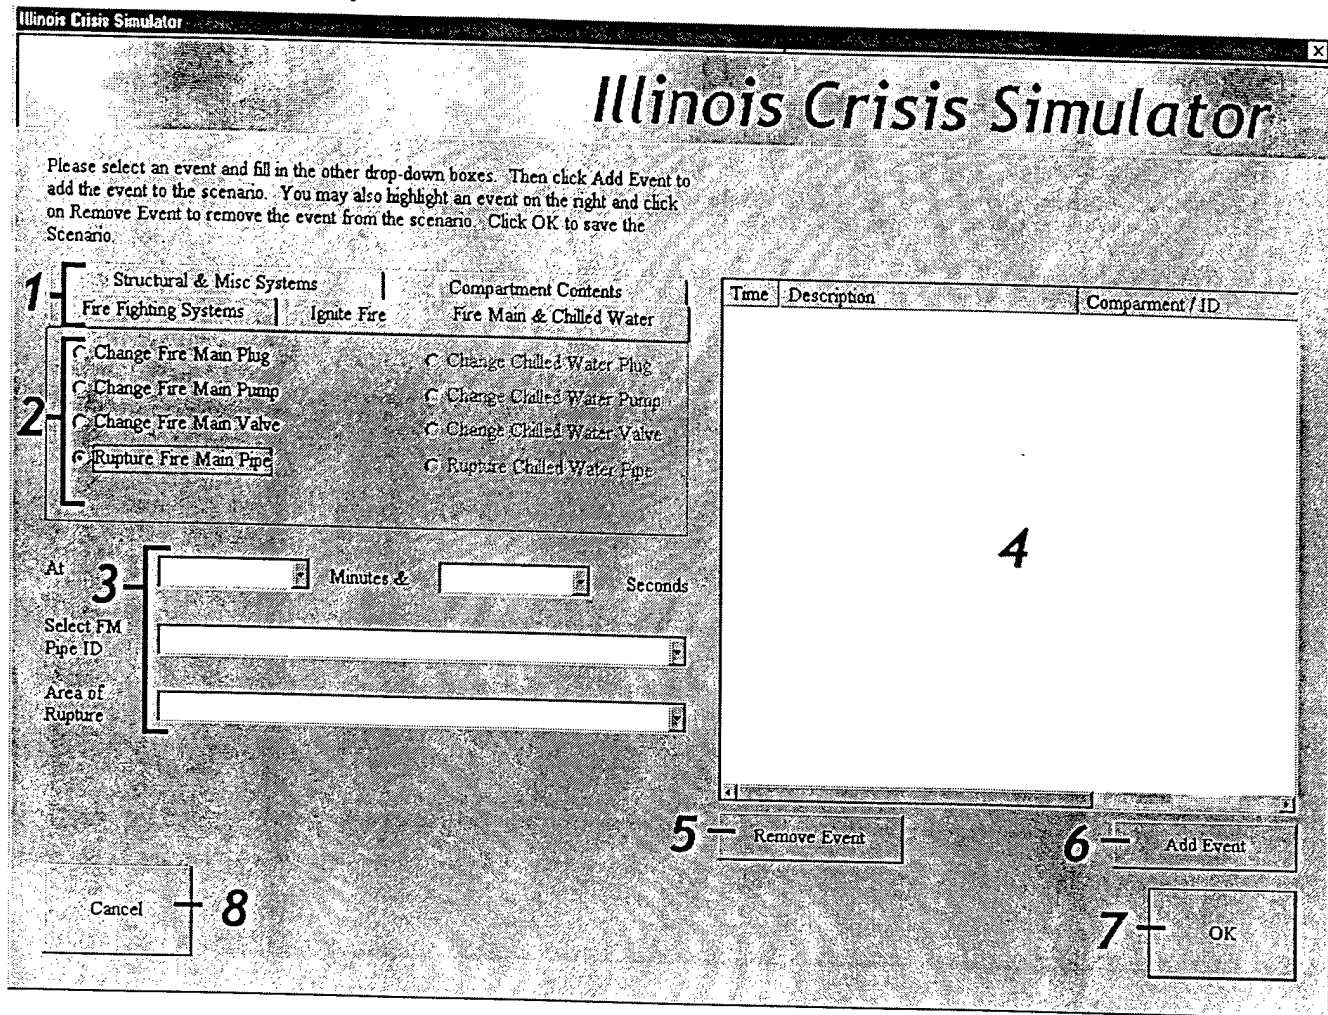 Illinois Crisis Simulator
Illinois Crisis Simulator
Please select an event and fill in the other drop-down boxes. Then click Add Event to
add the event to the scenario. You may also highlight an event on the right and click
on Remove Event to remove the event from the scenario. Click OK to save the
Scenario.
1
Structural & Misc Systems
Compartment Contents
Fire Fighting Systems
Ignite Fire
Fire Main & Chilled Water
2
Change Fire Main Plug
Change Fire Main Pump
Change Fire Main Valve
Rupture Fire Main Pipe
Change Chilled Water Plug
Change Chilled Water Pump
Change Chilled Water Valve
Rupture Chilled Water Pipe
3
At
Minutes &
Seconds
Select FM
Pipe ID
Area of
Rupture
Time
Description
Comparment / ID
4
5
Remove Event
6
Add Event
Cancel
8
7
OK